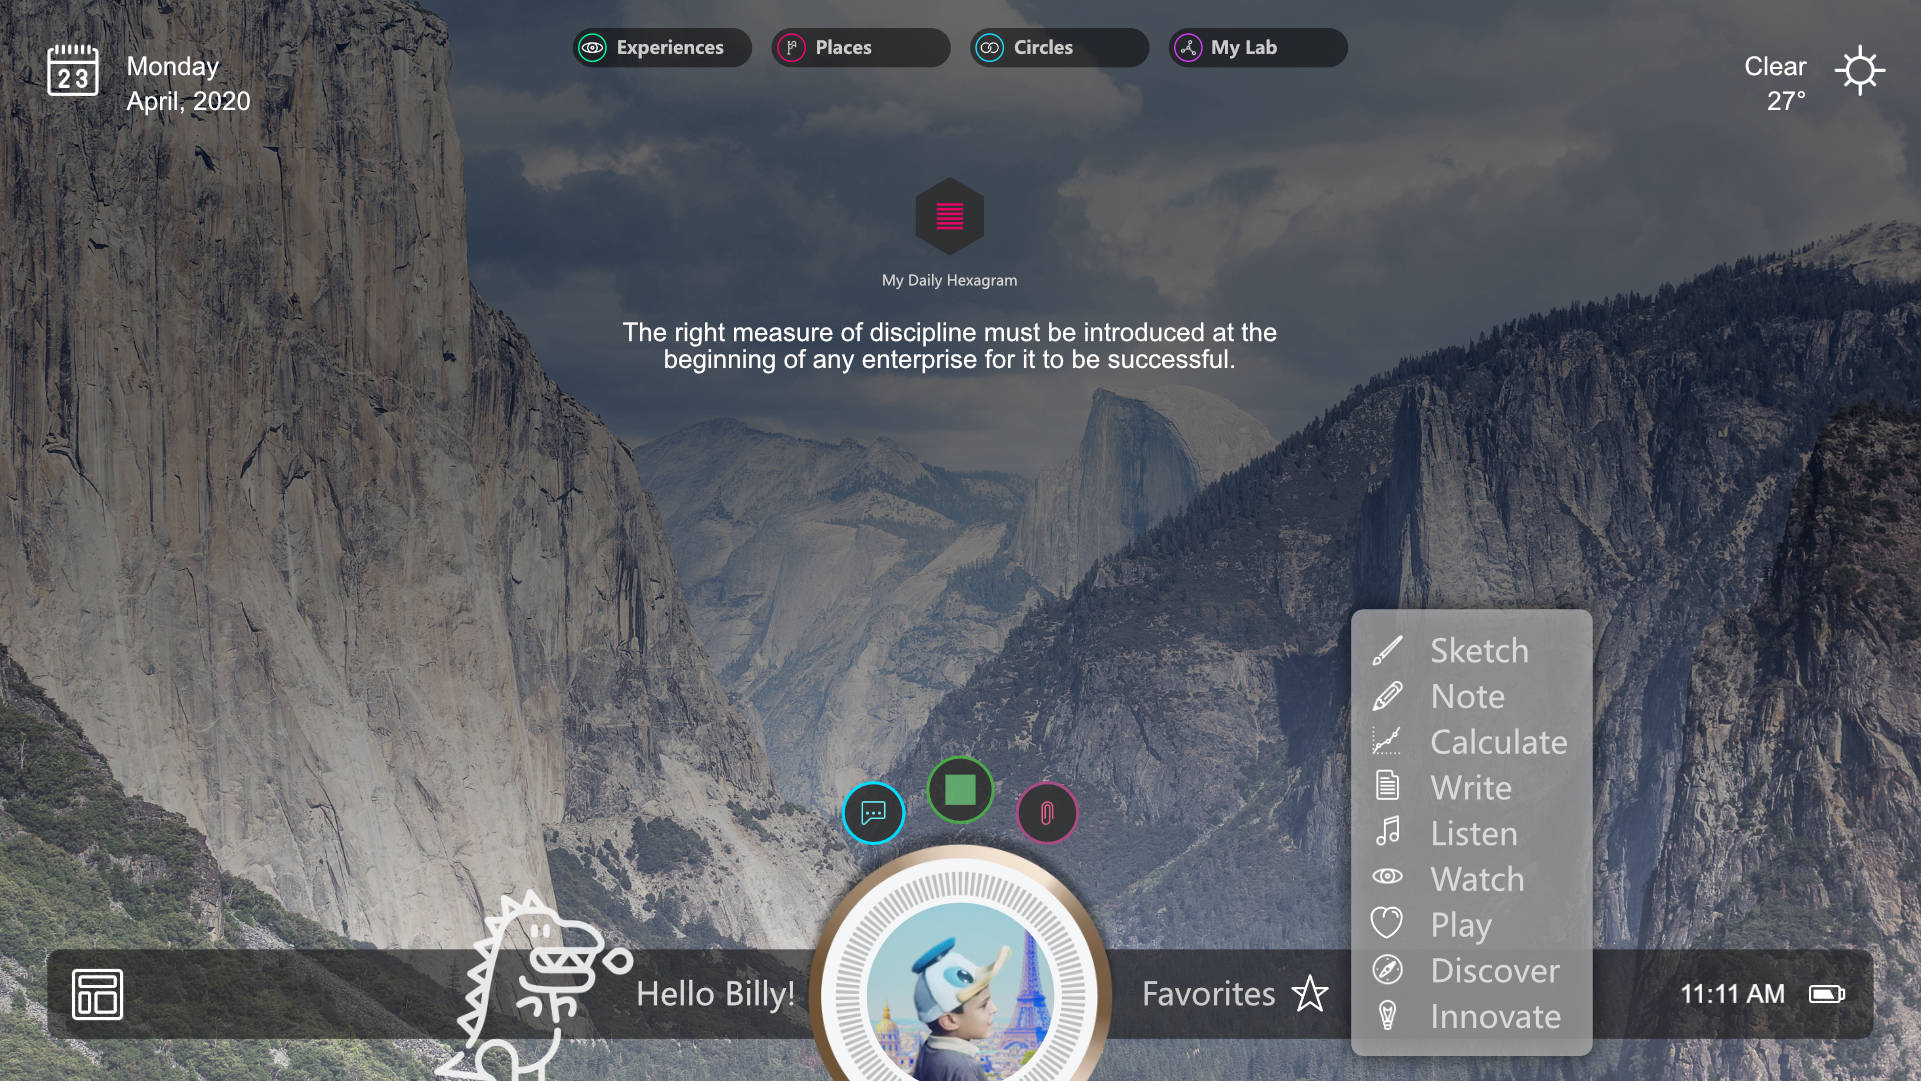 23
Monday
April, 2020
Experiences
Places
Circles
My Lab
Clear
27°
My Daily Hexagram
The right measure of discipline must be introduced at the
beginning of any enterprise for it to be successful.
Sketch
Note
Calculate
Write
Listen
Watch
Play
Discover
Innovate
Hello Billy!
Favorites
11:11 AM